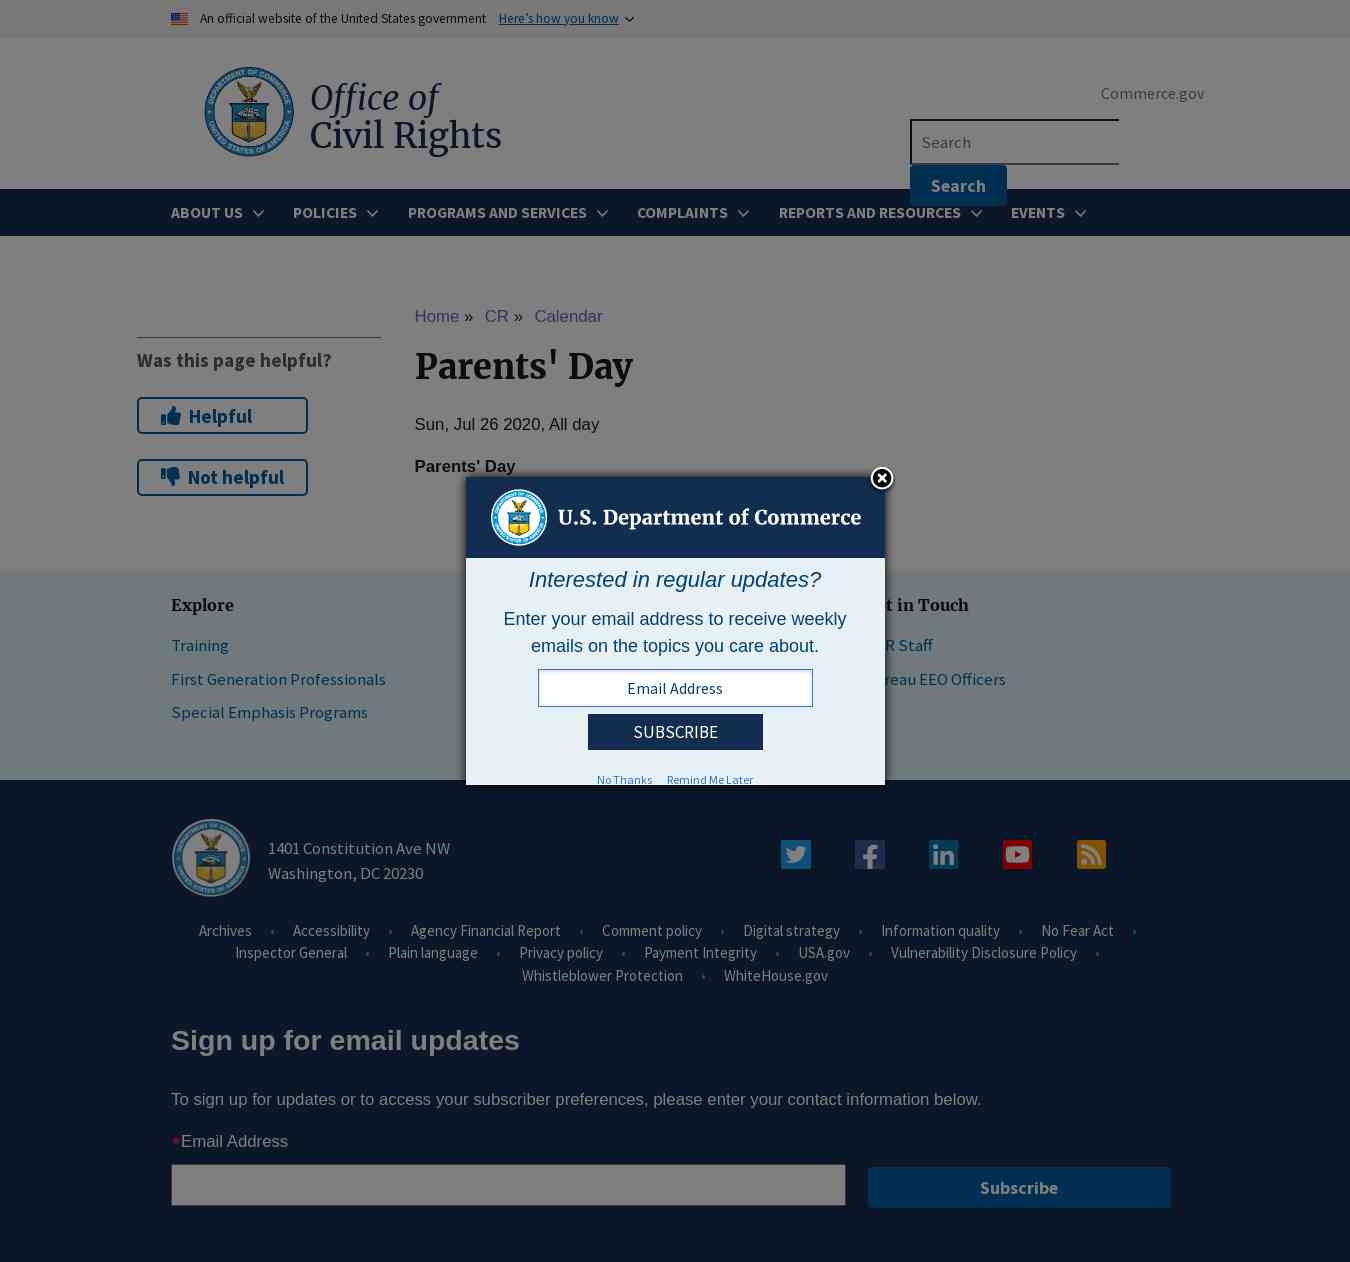 An official website of the United States government Here's how you know
Office of
Civil Rights
Commerce.gov
Search
Search
ABOUT US POLICIES PROGRAMS AND SERVICES COMPLAINTS REPORTS AND RESOURCES EVENTS
Home » CR » Calendar
Was this page helpful?
Helpful
Not helpful
Parents' Day
Sun, Jul 26 2020, All day
Parents' Day
U.S. Department of Commerce
Interested in regular updates?
Enter your email address to receive weekly
emails on the topics you care about.
Email Address
SUBSCRIBE
No Thanks Remind Me Later
Explore
Training
First Generation Professionals
Special Emphasis Programs
in Touch
Staff
EEO Officers
DEPARTMENT OF COMMERCE
UNITED STATES OF AMERICA
1401 Constitution Ave NW
Washington, DC 20230
Archives • Accessibility • Agency Financial Report • Comment policy • Digital strategy • Information quality • No Fear Act •
Inspector General • Plain language • Privacy policy • Payment Integrity • USA.gov • Vulnerability Disclosure Policy •
Whistleblower Protection • WhiteHouse.gov
Sign up for email updates
To sign up for updates or to access your subscriber preferences, please enter your contact information below.
*Email Address
Subscribe